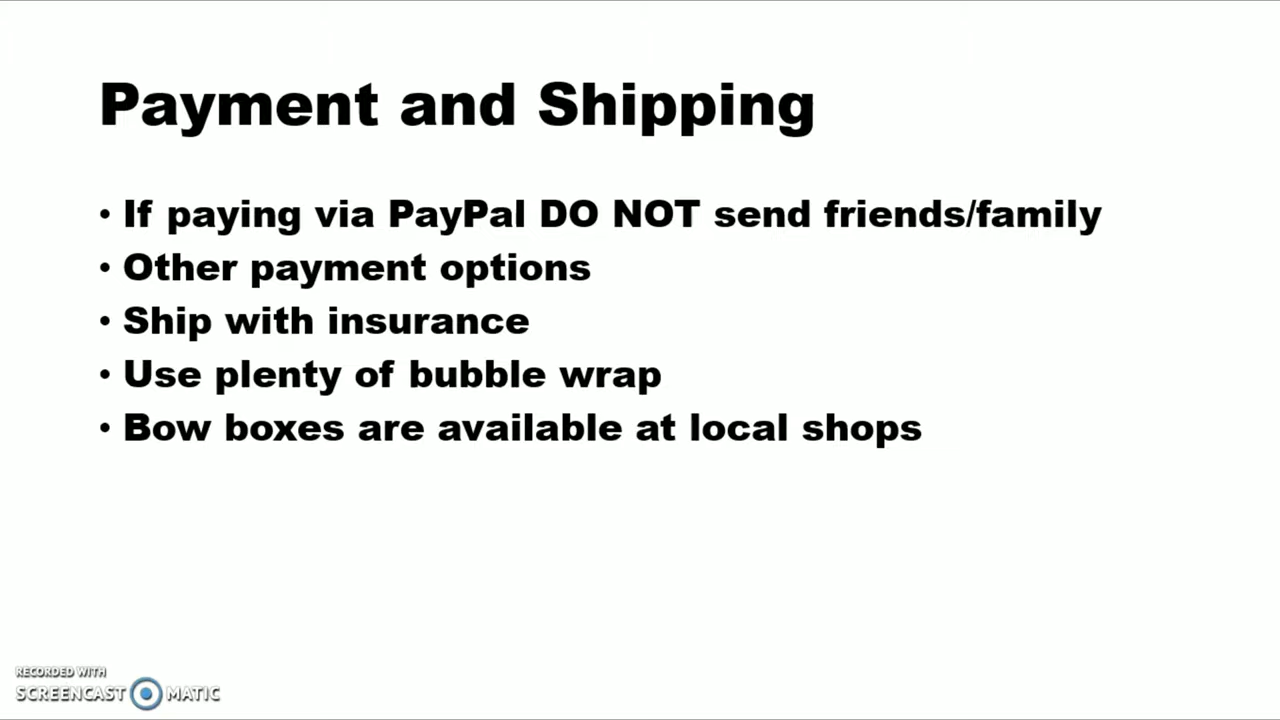 Payment and Shipping
• If paying via PayPal DO NOT send friends/family
• Other payment options
• Ship with insurance
• Use plenty of bubble wrap
• Bow boxes are available at local shops
RECORDED WITH
SCREENCAST MATIC